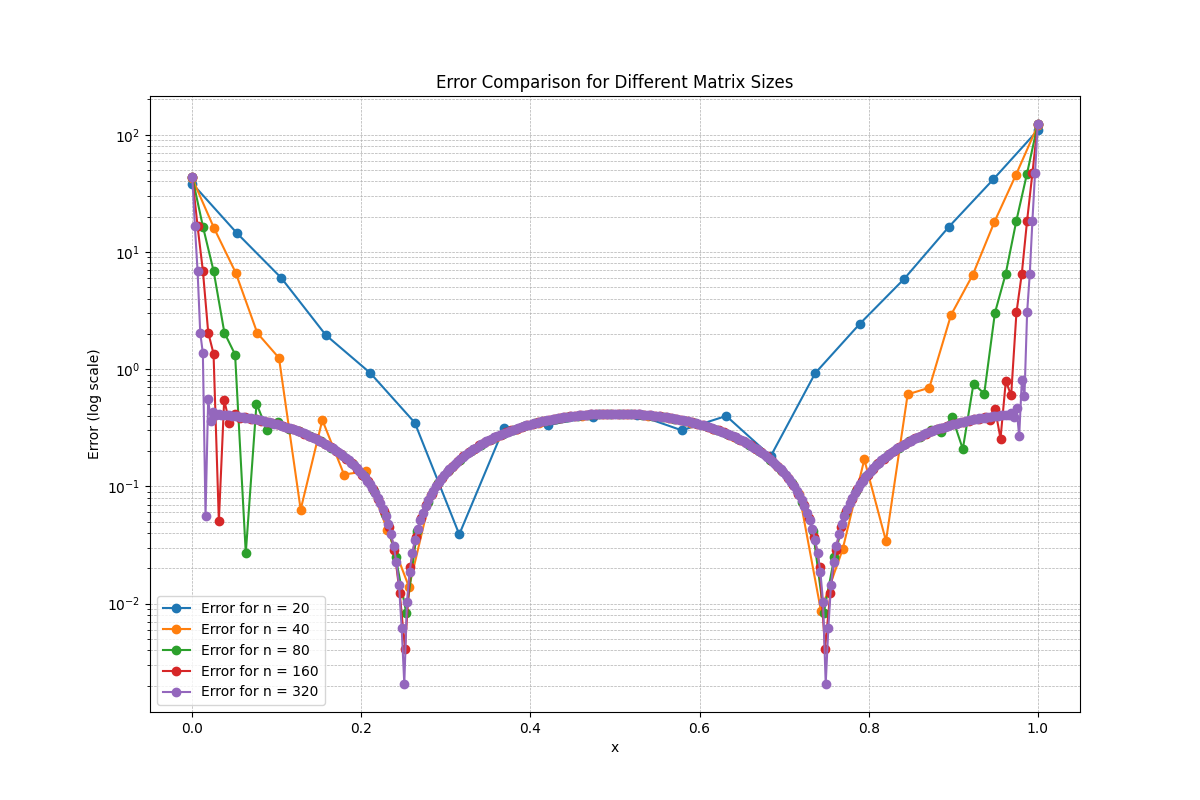 Error Comparison for Different Matrix Sizes
Error (log scale)
10²
10¹
10⁰
10⁻¹
10⁻²
Error for n = 20
Error for n = 40
Error for n = 80
Error for n = 160
Error for n = 320
0.0 0.2 0.4 0.6 0.8 1.0
x